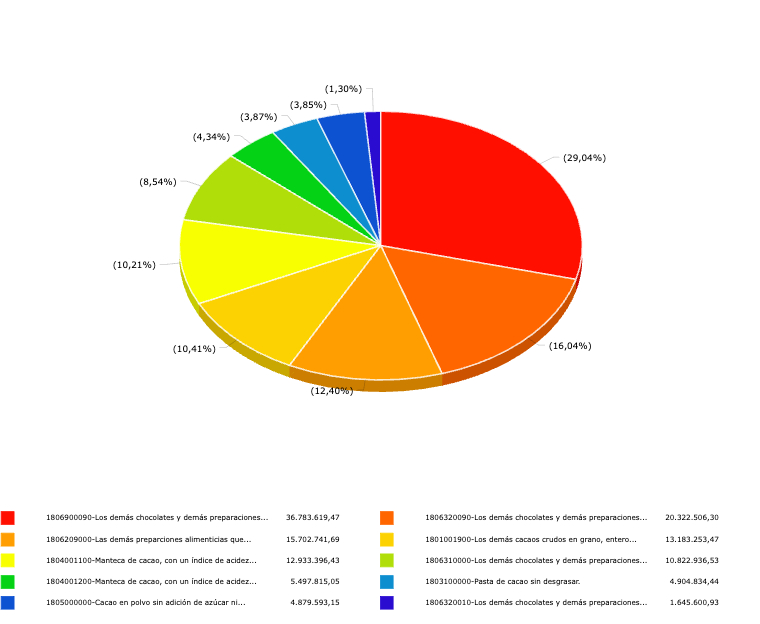 (1,30%)
(3,85%)
(3,87%)
(4,34%)
(29,04%)
(8,54%)
(10,21%)
(10,41%)
(16,04%)
(12,40%)
1806900090-Los demás chocolates y demás preparaciones... 36.783.619,47 1806320090-Los demás chocolates y demás preparaciones... 20.322.506,30
1806209000-Las demás preparciones alimenticias que... 15.702.741,69 1801001900-Los demás cacaos crudos en grano, entero... 13.183.253,47
1804001100-Manteca de cacao, con un índice de acidez... 12.933.396,43 1806310000-Los demás chocolates y demás preparaciones... 10.822.936,53
1804001200-Manteca de cacao, con un índice de acidez... 5.497.815,05 1803100000-Pasta de cacao sin desgrasar. 4.904.834,44
1805000000-Cacao en polvo sin adición de azúcar ni... 4.879.593,15 1806320010-Los demás chocolates y demás preparaciones... 1.645.600,93